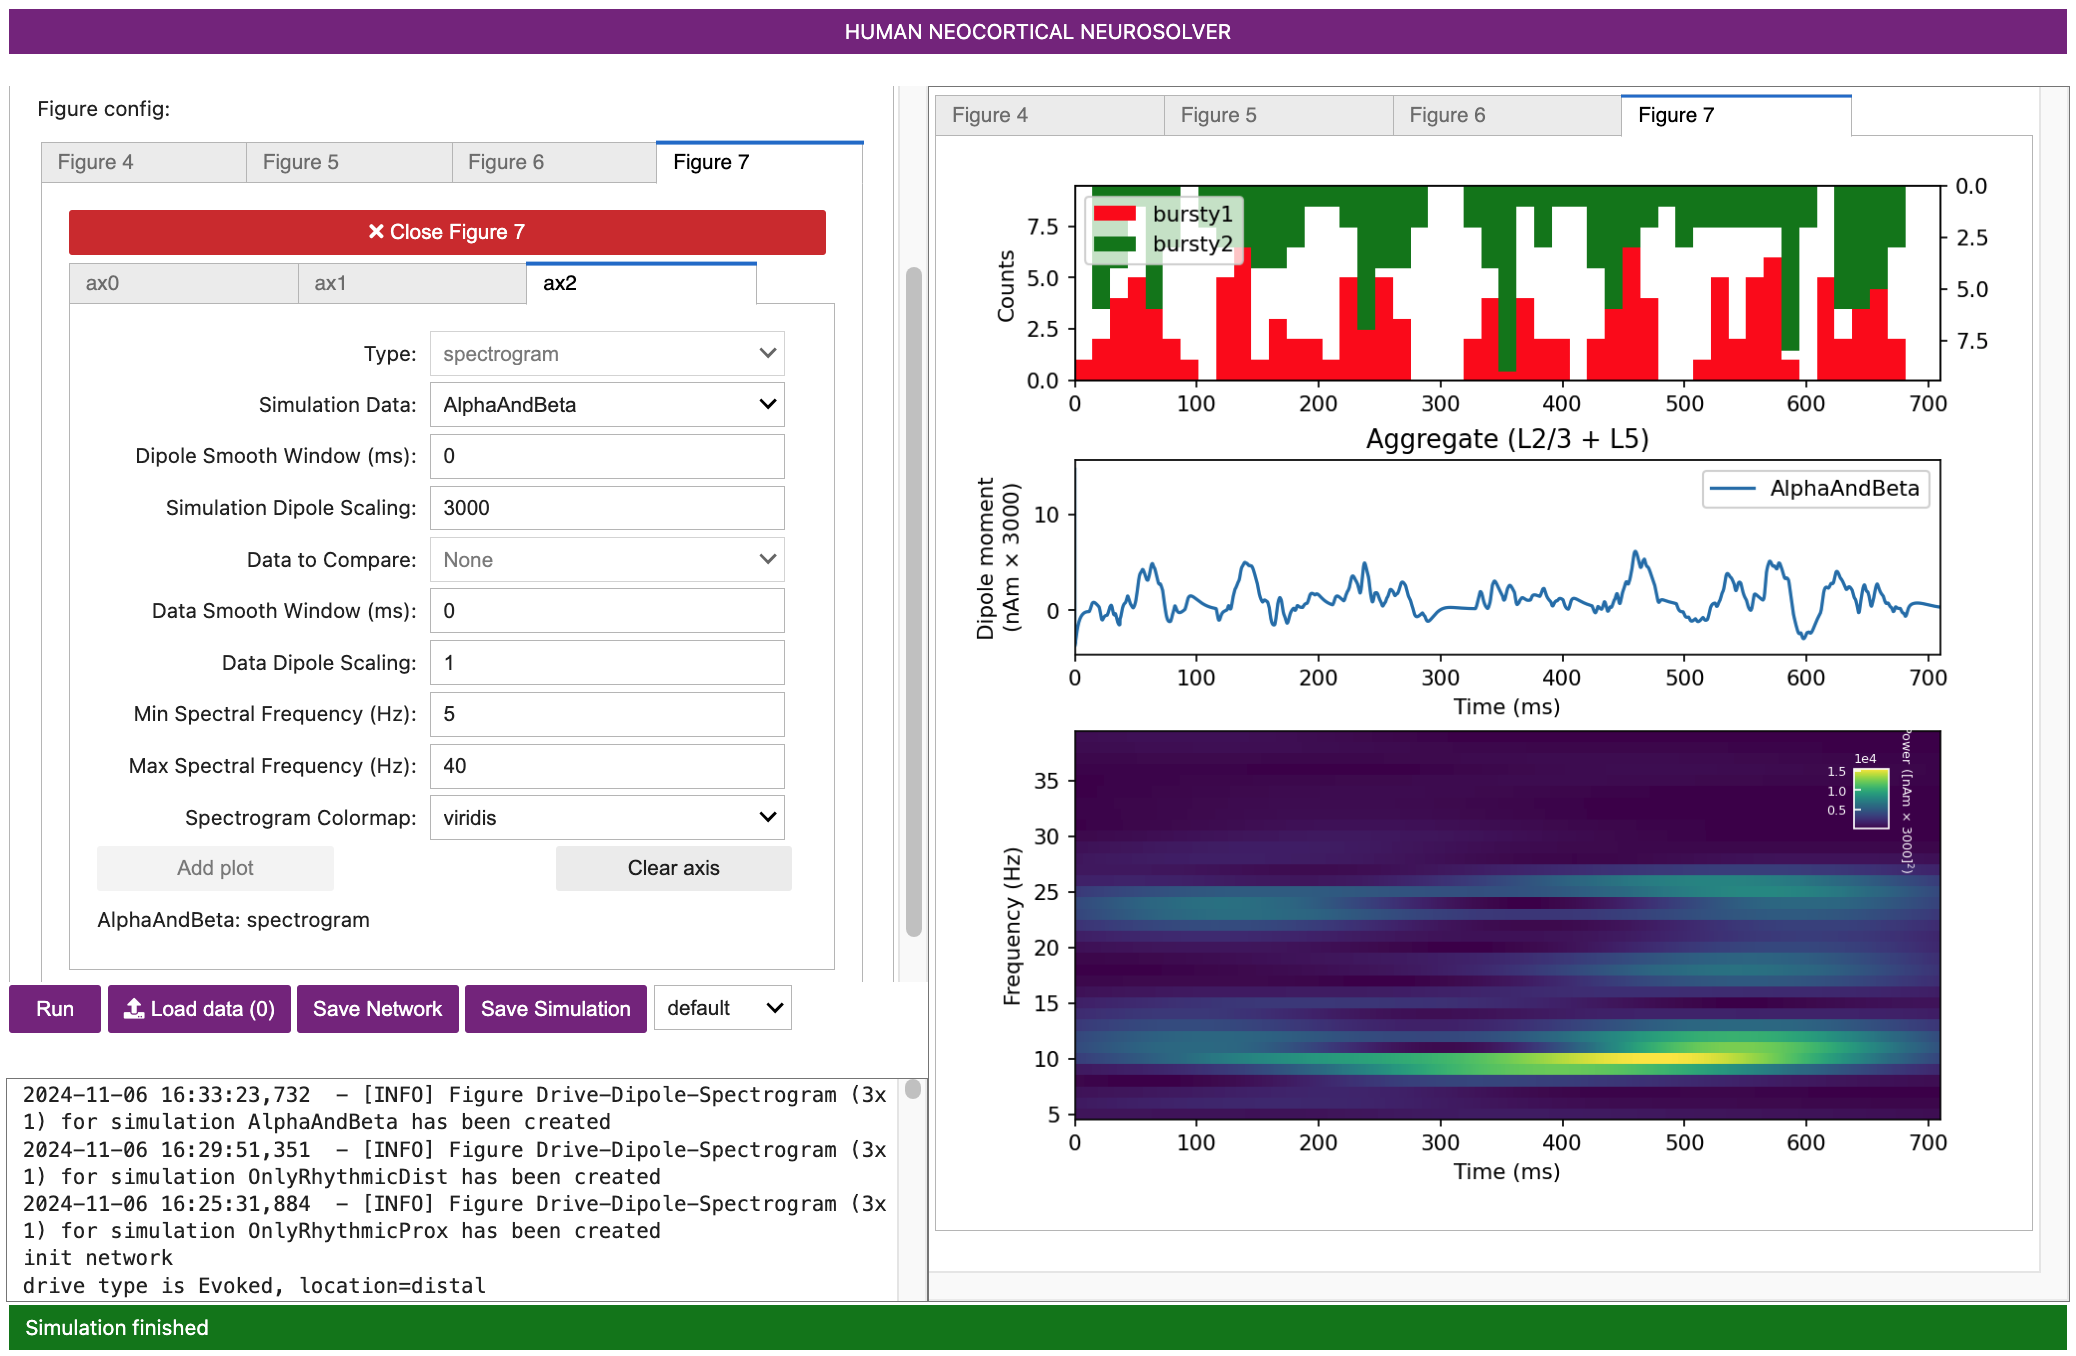 HUMAN NEOCORTICAL NEUROSOLVER
Figure config:
Figure 4
Figure 5
Figure 6
Figure 7
✖ Close Figure 7
ax0
ax1
ax2
Type:
spectrogram
Simulation Data:
AlphaAndBeta
Dipole Smooth Window (ms):
0
Simulation Dipole Scaling:
3000
Data to Compare:
None
Data Smooth Window (ms):
0
Data Dipole Scaling:
1
Min Spectral Frequency (Hz):
5
Max Spectral Frequency (Hz):
40
Spectrogram Colormap:
viridis
Add plot
Clear axis
AlphaAndBeta: spectrogram
Run
Load data (0)
Save Network
Save Simulation
default
2024-11-06 16:33:23,732  - [INFO] Figure Drive-Dipole-Spectrogram (3x
1) for simulation AlphaAndBeta has been created
2024-11-06 16:29:51,351  - [INFO] Figure Drive-Dipole-Spectrogram (3x
1) for simulation OnlyRhythmicDist has been created
2024-11-06 16:25:31,884  - [INFO] Figure Drive-Dipole-Spectrogram (3x
1) for simulation OnlyRhythmicProx has been created
init network
drive type is Evoked, location=distal
Simulation finished
Figure 4
Figure 5
Figure 6
Figure 7
bursty1
bursty2
Counts
7.5
5.0
2.5
0.0
0.0
2.5
5.0
7.5
0 100 200 300 400 500 600 700
Aggregate (L2/3 + L5)
AlphaAndBeta
Dipole moment
(nAm × 3000)
10
0
0 100 200 300 400 500 600 700
Time (ms)
Frequency (Hz)
35
30
25
20
15
10
5
1e4
1.5
1.0
0.5
Power ([nAm × 3000]²)
0 100 200 300 400 500 600 700
Time (ms)